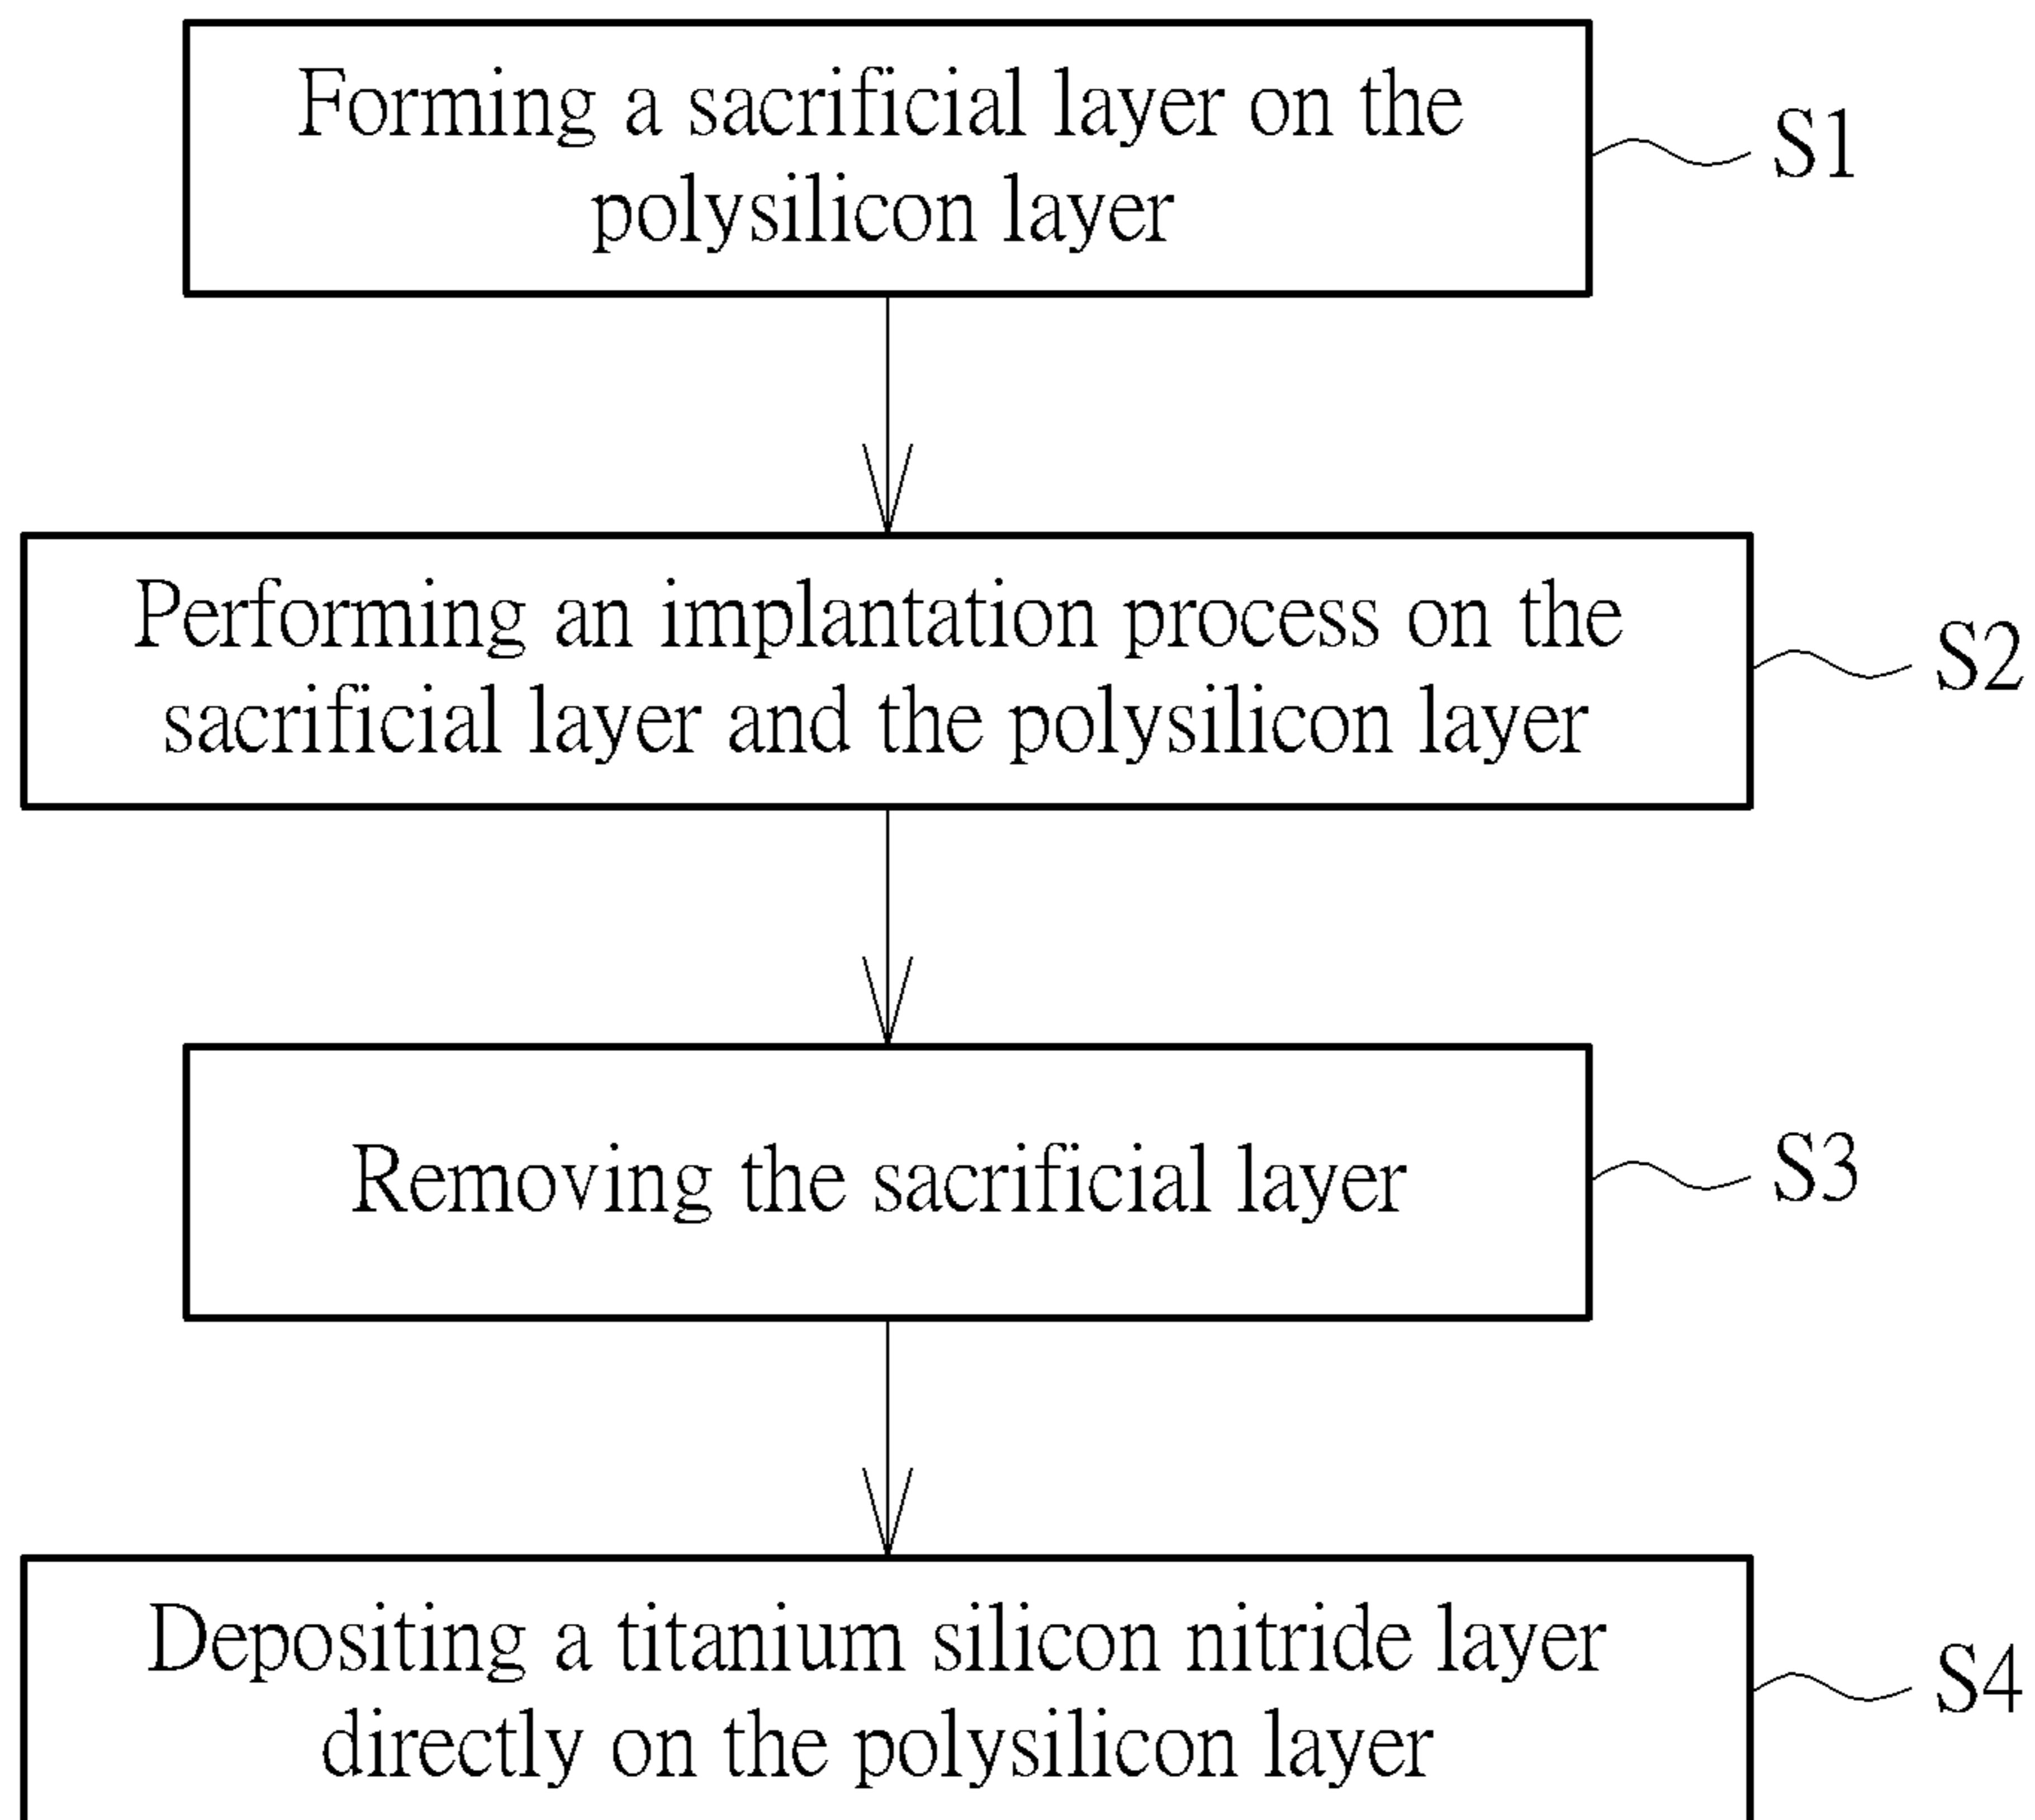 Forming a sacrificial layer on the
polysilicon layer
S1
Performing an implantation process on the
sacrificial layer and the polysilicon layer
S2
Removing the sacrificial layer
S3
Depositing a titanium silicon nitride layer
directly on the polysilicon layer
S4